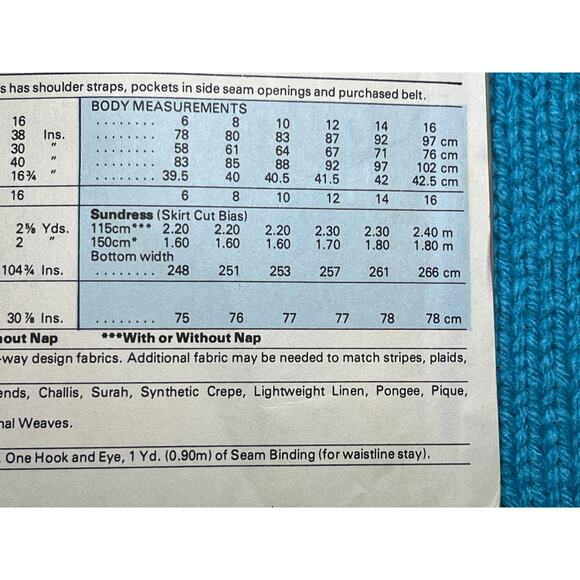 s has shoulder straps, pockets in side seam openings and purchased belt.
BODY MEASUREMENTS
16 ........ 6 8 10 12 14 16
38 Ins. ........ 78 80 83 87 92 97 cm
30 " ........ 58 61 64 67 71 76 cm
40 " ........ 83 85 88 92 97 102 cm
16¾ " ........ 39.5 40 40.5 41.5 42 42.5 cm
16 6 8 10 12 14 16
Sundress (Skirt Cut Bias)
2⅝ Yds. 115cm*** 2.20 2.20 2.20 2.30 2.30 2.40 m
2 " 150cm* 1.60 1.60 1.60 1.70 1.80 1.80 m
Bottom width
104¾ Ins. ........ 248 251 253 257 261 266 cm
30⅞ Ins. ........ 75 76 77 77 78 78 cm
hout Nap ***With or Without Nap
-way design fabrics. Additional fabric may be needed to match stripes, plaids,
ends, Challis, Surah, Synthetic Crepe, Lightweight Linen, Pongee, Pique,
nal Weaves.
. One Hook and Eye, 1 Yd. (0.90m) of Seam Binding (for waistline stay).